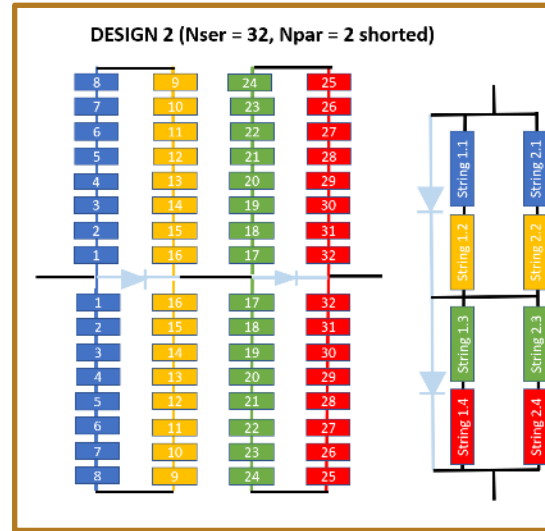 DESIGN 2 (Nser = 32, Npar = 2 shorted)
8 9 24 25
7 10 23 26
6 11 22 27
5 12 21 28
4 13 20 29
3 14 19 30
2 15 18 31
1 16 17 32
1 16 17 32
2 15 18 31
3 14 19 30
4 13 20 29
5 12 21 28
6 11 22 27
7 10 23 26
8 9 24 25
String 1.1 String 2.1
String 1.2 String 2.2
String 1.3 String 2.3
String 1.4 String 2.4